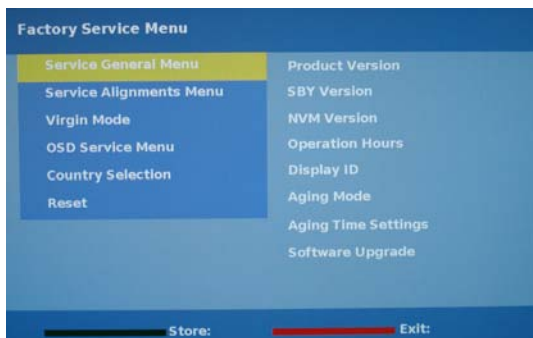 Factory Service Menu
Service General Menu
Service Alignments Menu
Virgin Mode
OSD Service Menu
Country Selection
Reset
Product Version
SBY Version
NVM Version
Operation Hours
Display ID
Aging Mode
Aging Time Settings
Software Upgrade
Store:
Exit: